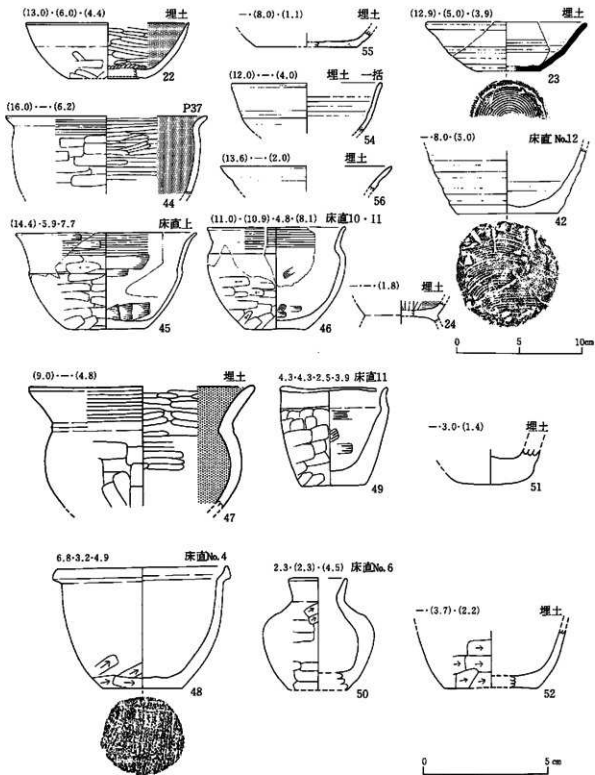 (13.0)・(6.0)・(4.4) 埋土
22
—・(8.0)・(1.1) 埋土
55
(12.9)・(5.0)・(3.9) 埋土
23
(16.0)・—・(6.2) P37
44
(12.0)・—・(4.0) 埋土 一括
54
(13.6)・—・(2.0) 埋土
56
—・8.0・(5.0) 床直No.12
42
(14.4)・5.9・7.7 床直上
45
(11.0)・(10.9)・4.8・(8.1) 床直10・11
46
—・—・(1.8) 埋土
24
0 5 10cm
(9.0)・—・(4.8) 埋土
47
4.3・4.3・2.5・3.9 床直11
49
—・3.0・(1.4) 埋土
51
6.8・3.2・4.9 床直No.4
48
2.3・(2.3)・(4.5) 床直No.6
50
—・(3.7)・(2.2) 埋土
52
0 5cm